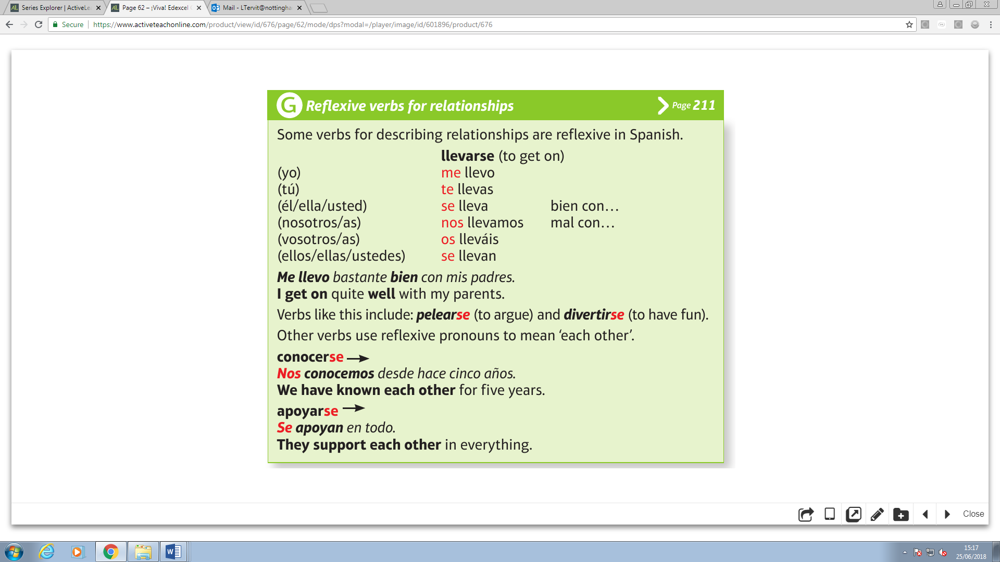 Series Explorer | ActiveLea
Page 62 – ¡Viva! Edexcel
Mail - LTervit@nottingha
Secure
https://www.activeteachonline.com/product/view/id/676/page/62/mode/dps?modal=/player/image/id/601896/product/676
G Reflexive verbs for relationships Page 211
Some verbs for describing relationships are reflexive in Spanish.
llevarse (to get on)
(yo) me llevo
(tú) te llevas
(él/ella/usted) se lleva bien con…
(nosotros/as) nos llevamos mal con…
(vosotros/as) os lleváis
(ellos/ellas/ustedes) se llevan
Me llevo bastante bien con mis padres.
I get on quite well with my parents.
Verbs like this include: pelearse (to argue) and divertirse (to have fun).
Other verbs use reflexive pronouns to mean ‘each other’.
conocerse
Nos conocemos desde hace cinco años.
We have known each other for five years.
apoyarse
Se apoyan en todo.
They support each other in everything.
Close
15:17
25/06/2018